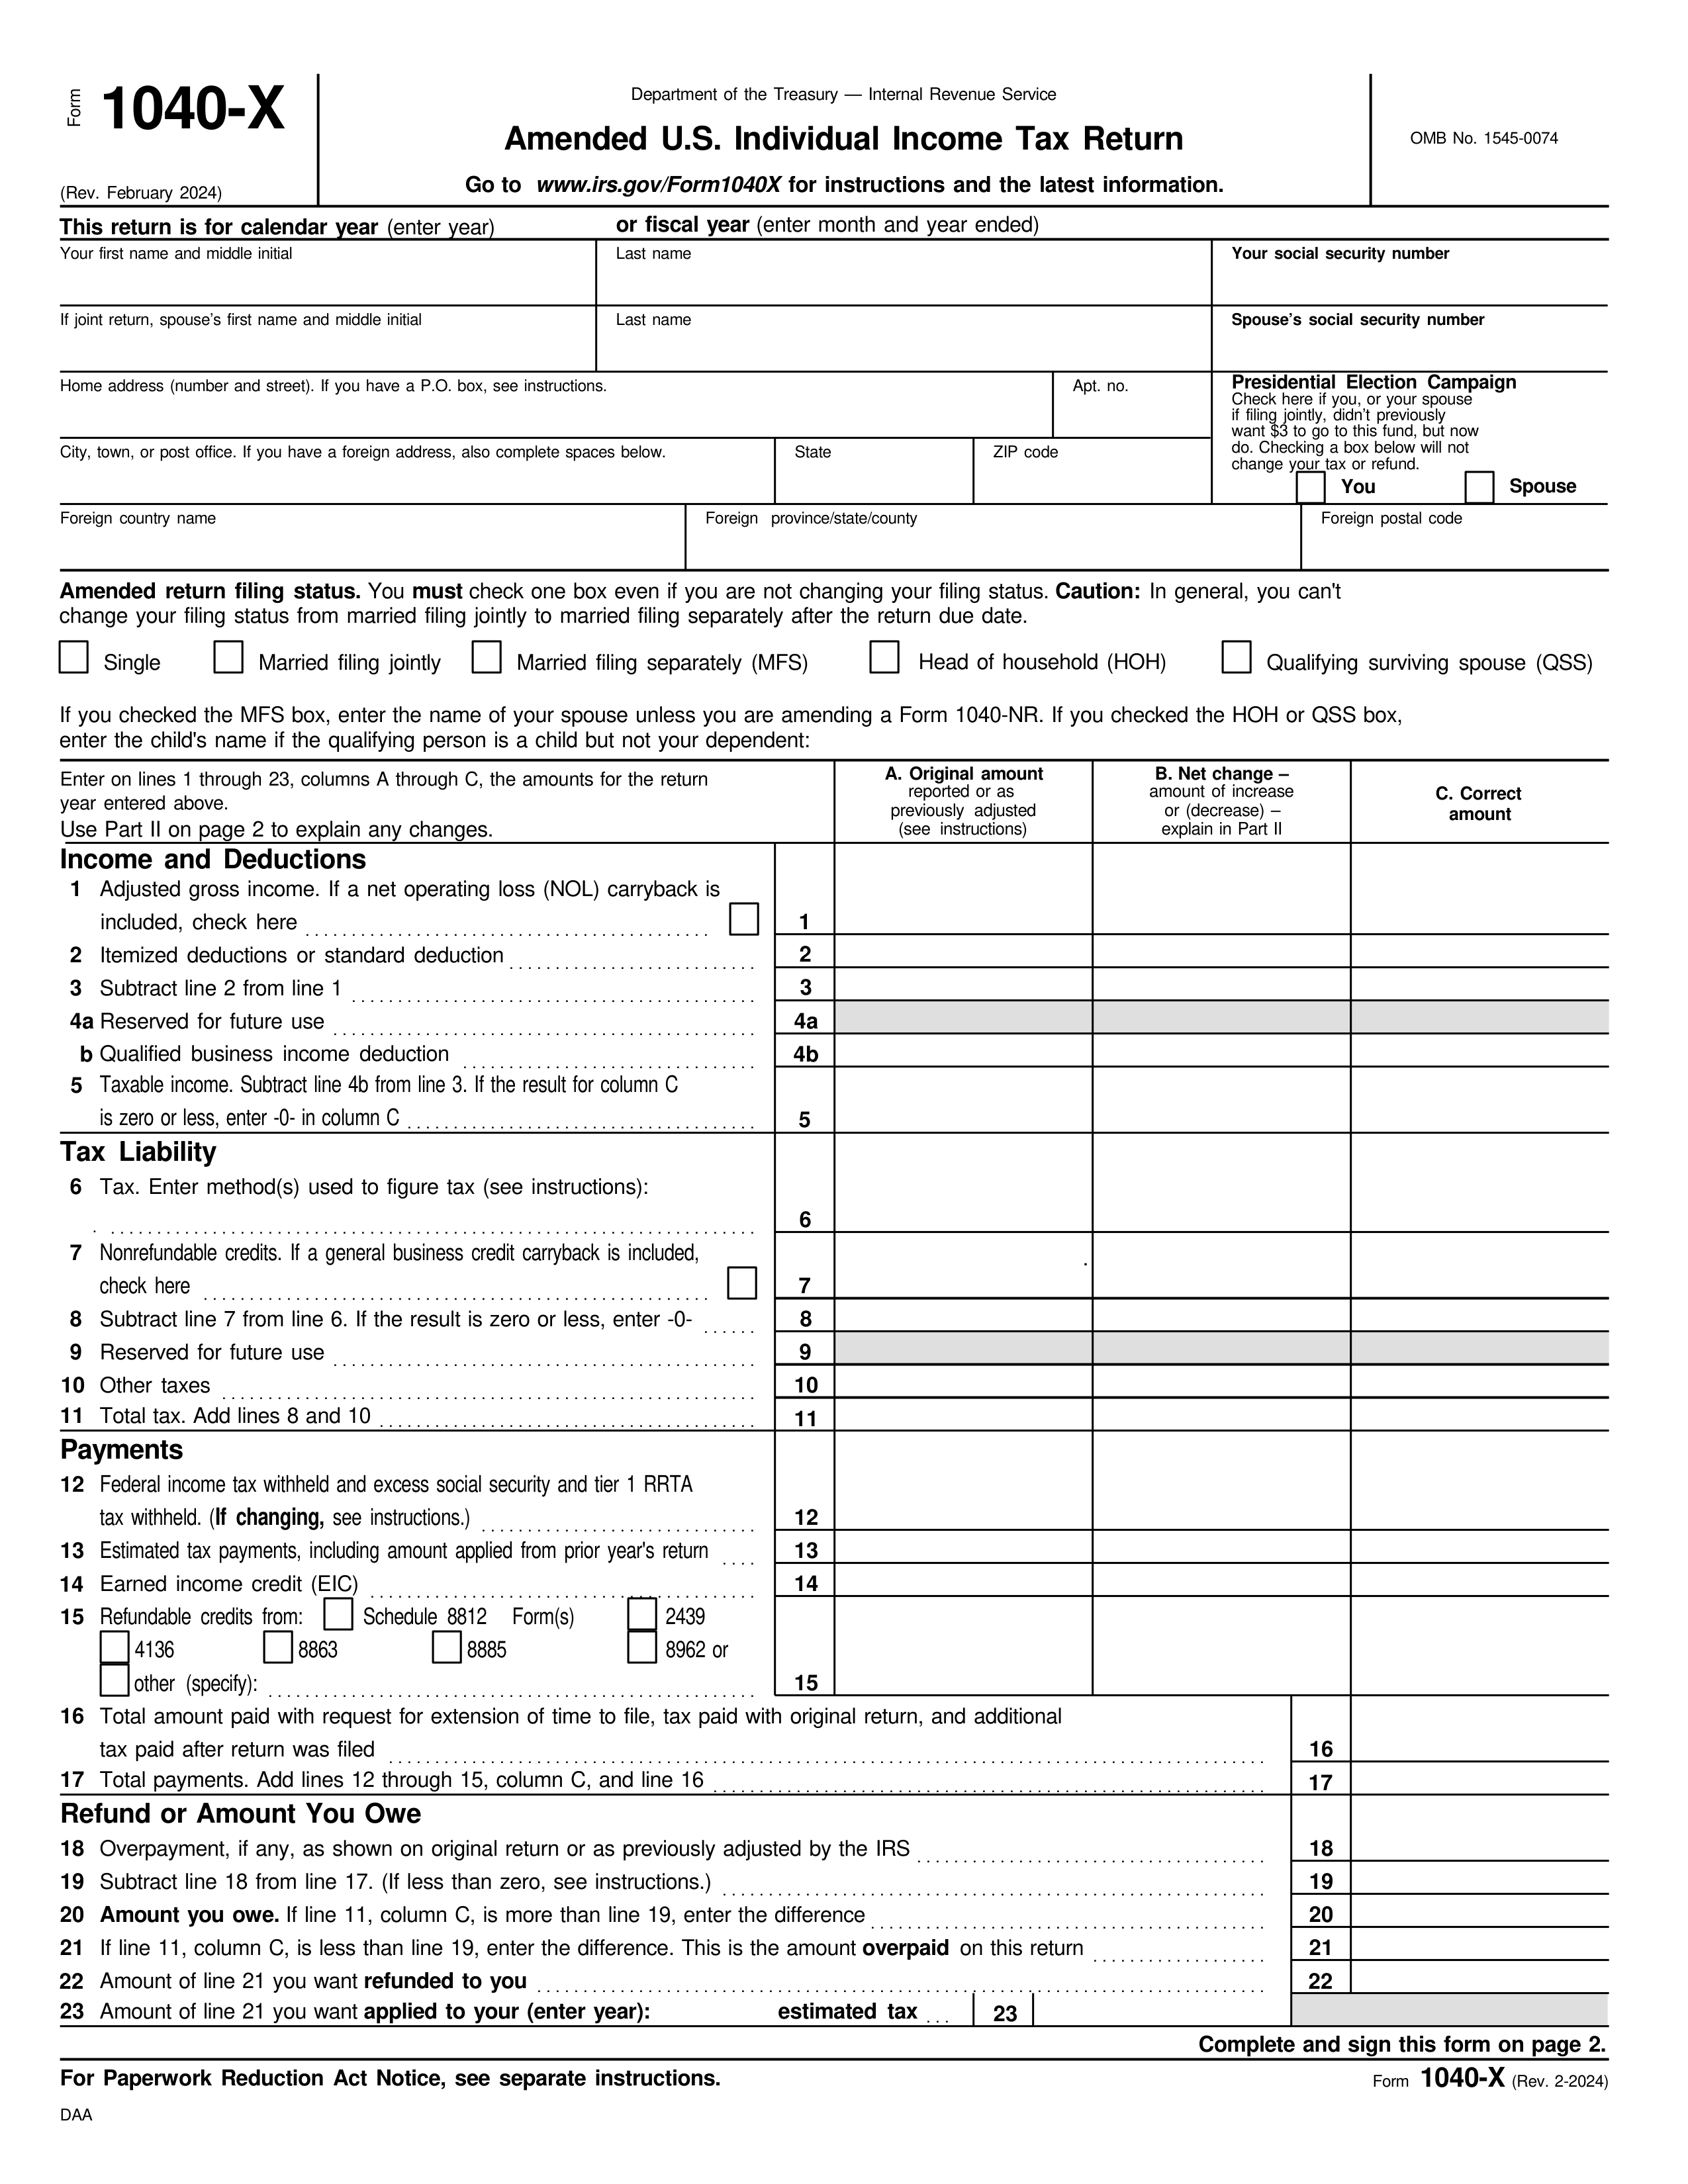 Form 1040-X
(Rev. February 2024)
Department of the Treasury — Internal Revenue Service
Amended U.S. Individual Income Tax Return
Go to www.irs.gov/Form1040X for instructions and the latest information.
OMB No. 1545-0074
This return is for calendar year (enter year) or fiscal year (enter month and year ended)
Your first name and middle initial Last name Your social security number
If joint return, spouse's first name and middle initial Last name Spouse's social security number
Home address (number and street). If you have a P.O. box, see instructions. Apt. no.
City, town, or post office. If you have a foreign address, also complete spaces below. State ZIP code
Presidential Election Campaign
Check here if you, or your spouse
if filing jointly, didn't previously
want $3 to go to this fund, but now
do. Checking a box below will not
change your tax or refund.
You Spouse
Foreign country name Foreign province/state/county Foreign postal code
Amended return filing status. You must check one box even if you are not changing your filing status. Caution: In general, you can't
change your filing status from married filing jointly to married filing separately after the return due date.
Single Married filing jointly Married filing separately (MFS) Head of household (HOH) Qualifying surviving spouse (QSS)
If you checked the MFS box, enter the name of your spouse unless you are amending a Form 1040-NR. If you checked the HOH or QSS box,
enter the child's name if the qualifying person is a child but not your dependent:
Enter on lines 1 through 23, columns A through C, the amounts for the return
year entered above.
Use Part II on page 2 to explain any changes.
A. Original amount
reported or as
previously adjusted
(see instructions)
B. Net change –
amount of increase
or (decrease) –
explain in Part II
C. Correct
amount
Income and Deductions
1 Adjusted gross income. If a net operating loss (NOL) carryback is
included, check here 1
2 Itemized deductions or standard deduction 2
3 Subtract line 2 from line 1 3
4a Reserved for future use 4a
b Qualified business income deduction 4b
5 Taxable income. Subtract line 4b from line 3. If the result for column C
is zero or less, enter -0- in column C 5
Tax Liability
6 Tax. Enter method(s) used to figure tax (see instructions):
6
7 Nonrefundable credits. If a general business credit carryback is included,
check here 7
8 Subtract line 7 from line 6. If the result is zero or less, enter -0- 8
9 Reserved for future use 9
10 Other taxes 10
11 Total tax. Add lines 8 and 10 11
Payments
12 Federal income tax withheld and excess social security and tier 1 RRTA
tax withheld. (If changing, see instructions.) 12
13 Estimated tax payments, including amount applied from prior year's return 13
14 Earned income credit (EIC) 14
15 Refundable credits from: Schedule 8812 Form(s) 2439
4136 8863 8885 8962 or
other (specify): 15
16 Total amount paid with request for extension of time to file, tax paid with original return, and additional
tax paid after return was filed 16
17 Total payments. Add lines 12 through 15, column C, and line 16 17
Refund or Amount You Owe
18 Overpayment, if any, as shown on original return or as previously adjusted by the IRS 18
19 Subtract line 18 from line 17. (If less than zero, see instructions.) 19
20 Amount you owe. If line 11, column C, is more than line 19, enter the difference 20
21 If line 11, column C, is less than line 19, enter the difference. This is the amount overpaid on this return 21
22 Amount of line 21 you want refunded to you 22
23 Amount of line 21 you want applied to your (enter year): estimated tax 23
Complete and sign this form on page 2.
For Paperwork Reduction Act Notice, see separate instructions. Form 1040-X (Rev. 2-2024)
DAA